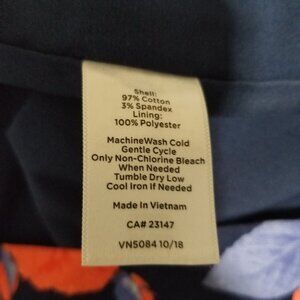 Shell:
97% Cotton
3% Spandex
Lining:
100% Polyester
MachineWash Cold
Gentle Cycle
Only Non-Chlorine Bleach
When Needed
Tumble Dry Low
Cool Iron If Needed
Made In Vietnam
CA# 23147
VN5084 10/18